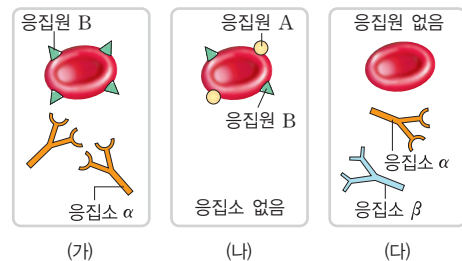 응집원 B
응집소 α
(가)
응집원 A
응집원 B
응집소 없음
(나)
응집원 없음
응집소 α
응집소 β
(다)